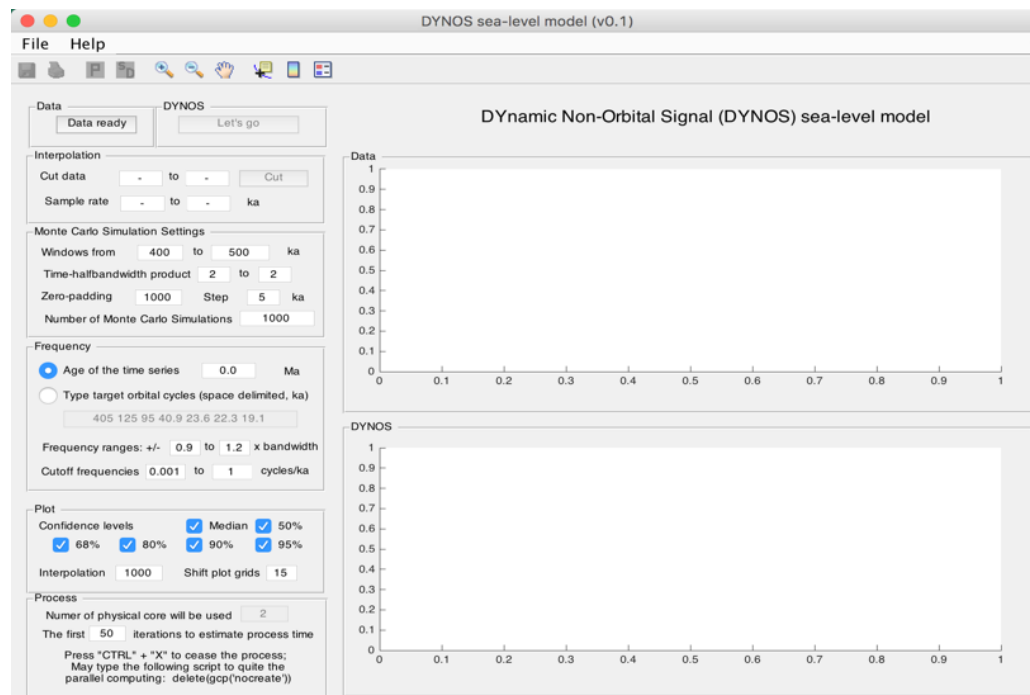 DYNOS sea-level model (v0.1)
File Help
Data
DYNOS
Data ready
Let's go
DYnamic Non-Orbital Signal (DYNOS) sea-level model
Interpolation
Cut data - to - Cut
Sample rate - to - ka
Monte Carlo Simulation Settings
Windows from 400 to 500 ka
Time-halfbandwidth product 2 to 2
Zero-padding 1000 Step 5 ka
Number of Monte Carlo Simulations 1000
Frequency
Age of the time series 0.0 Ma
Type target orbital cycles (space delimited, ka)
405 125 95 40.9 23.6 22.3 19.1
Frequency ranges: +/- 0.9 to 1.2 x bandwidth
Cutoff frequencies 0.001 to 1 cycles/ka
Plot
Confidence levels Median 50%
68% 80% 90% 95%
Interpolation 1000 Shift plot grids 15
Process
Numer of physical core will be used 2
The first 50 iterations to estimate process time
Press "CTRL" + "X" to cease the process;
May type the following script to quite the
parallel computing: delete(gcp('nocreate'))
Data
1
0.9
0.8
0.7
0.6
0.5
0.4
0.3
0.2
0.1
0
0 0.1 0.2 0.3 0.4 0.5 0.6 0.7 0.8 0.9 1
DYNOS
1
0.9
0.8
0.7
0.6
0.5
0.4
0.3
0.2
0.1
0
0 0.1 0.2 0.3 0.4 0.5 0.6 0.7 0.8 0.9 1